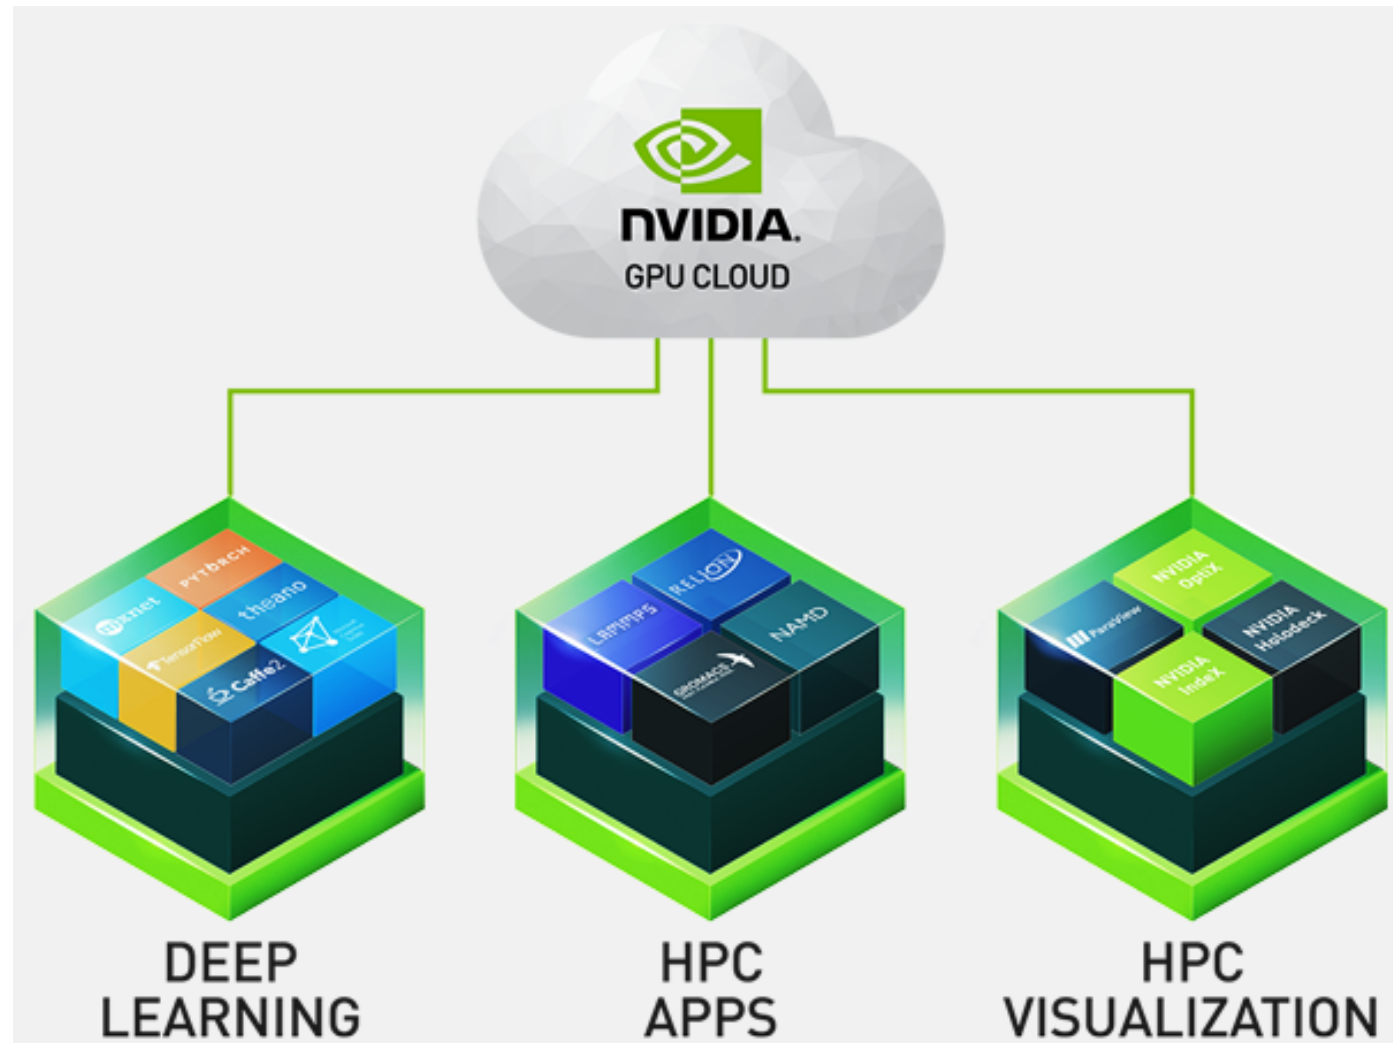 NVIDIA.
GPU CLOUD
PYTORCH
mxnet
theano
TensorFlow
Caffe2
RELION
LAMMPS
NAMD
GROMACS
NVIDIA
OptiX
ParaView
NVIDIA
Holodeck
NVIDIA
IndeX
DEEP
LEARNING
HPC
APPS
HPC
VISUALIZATION